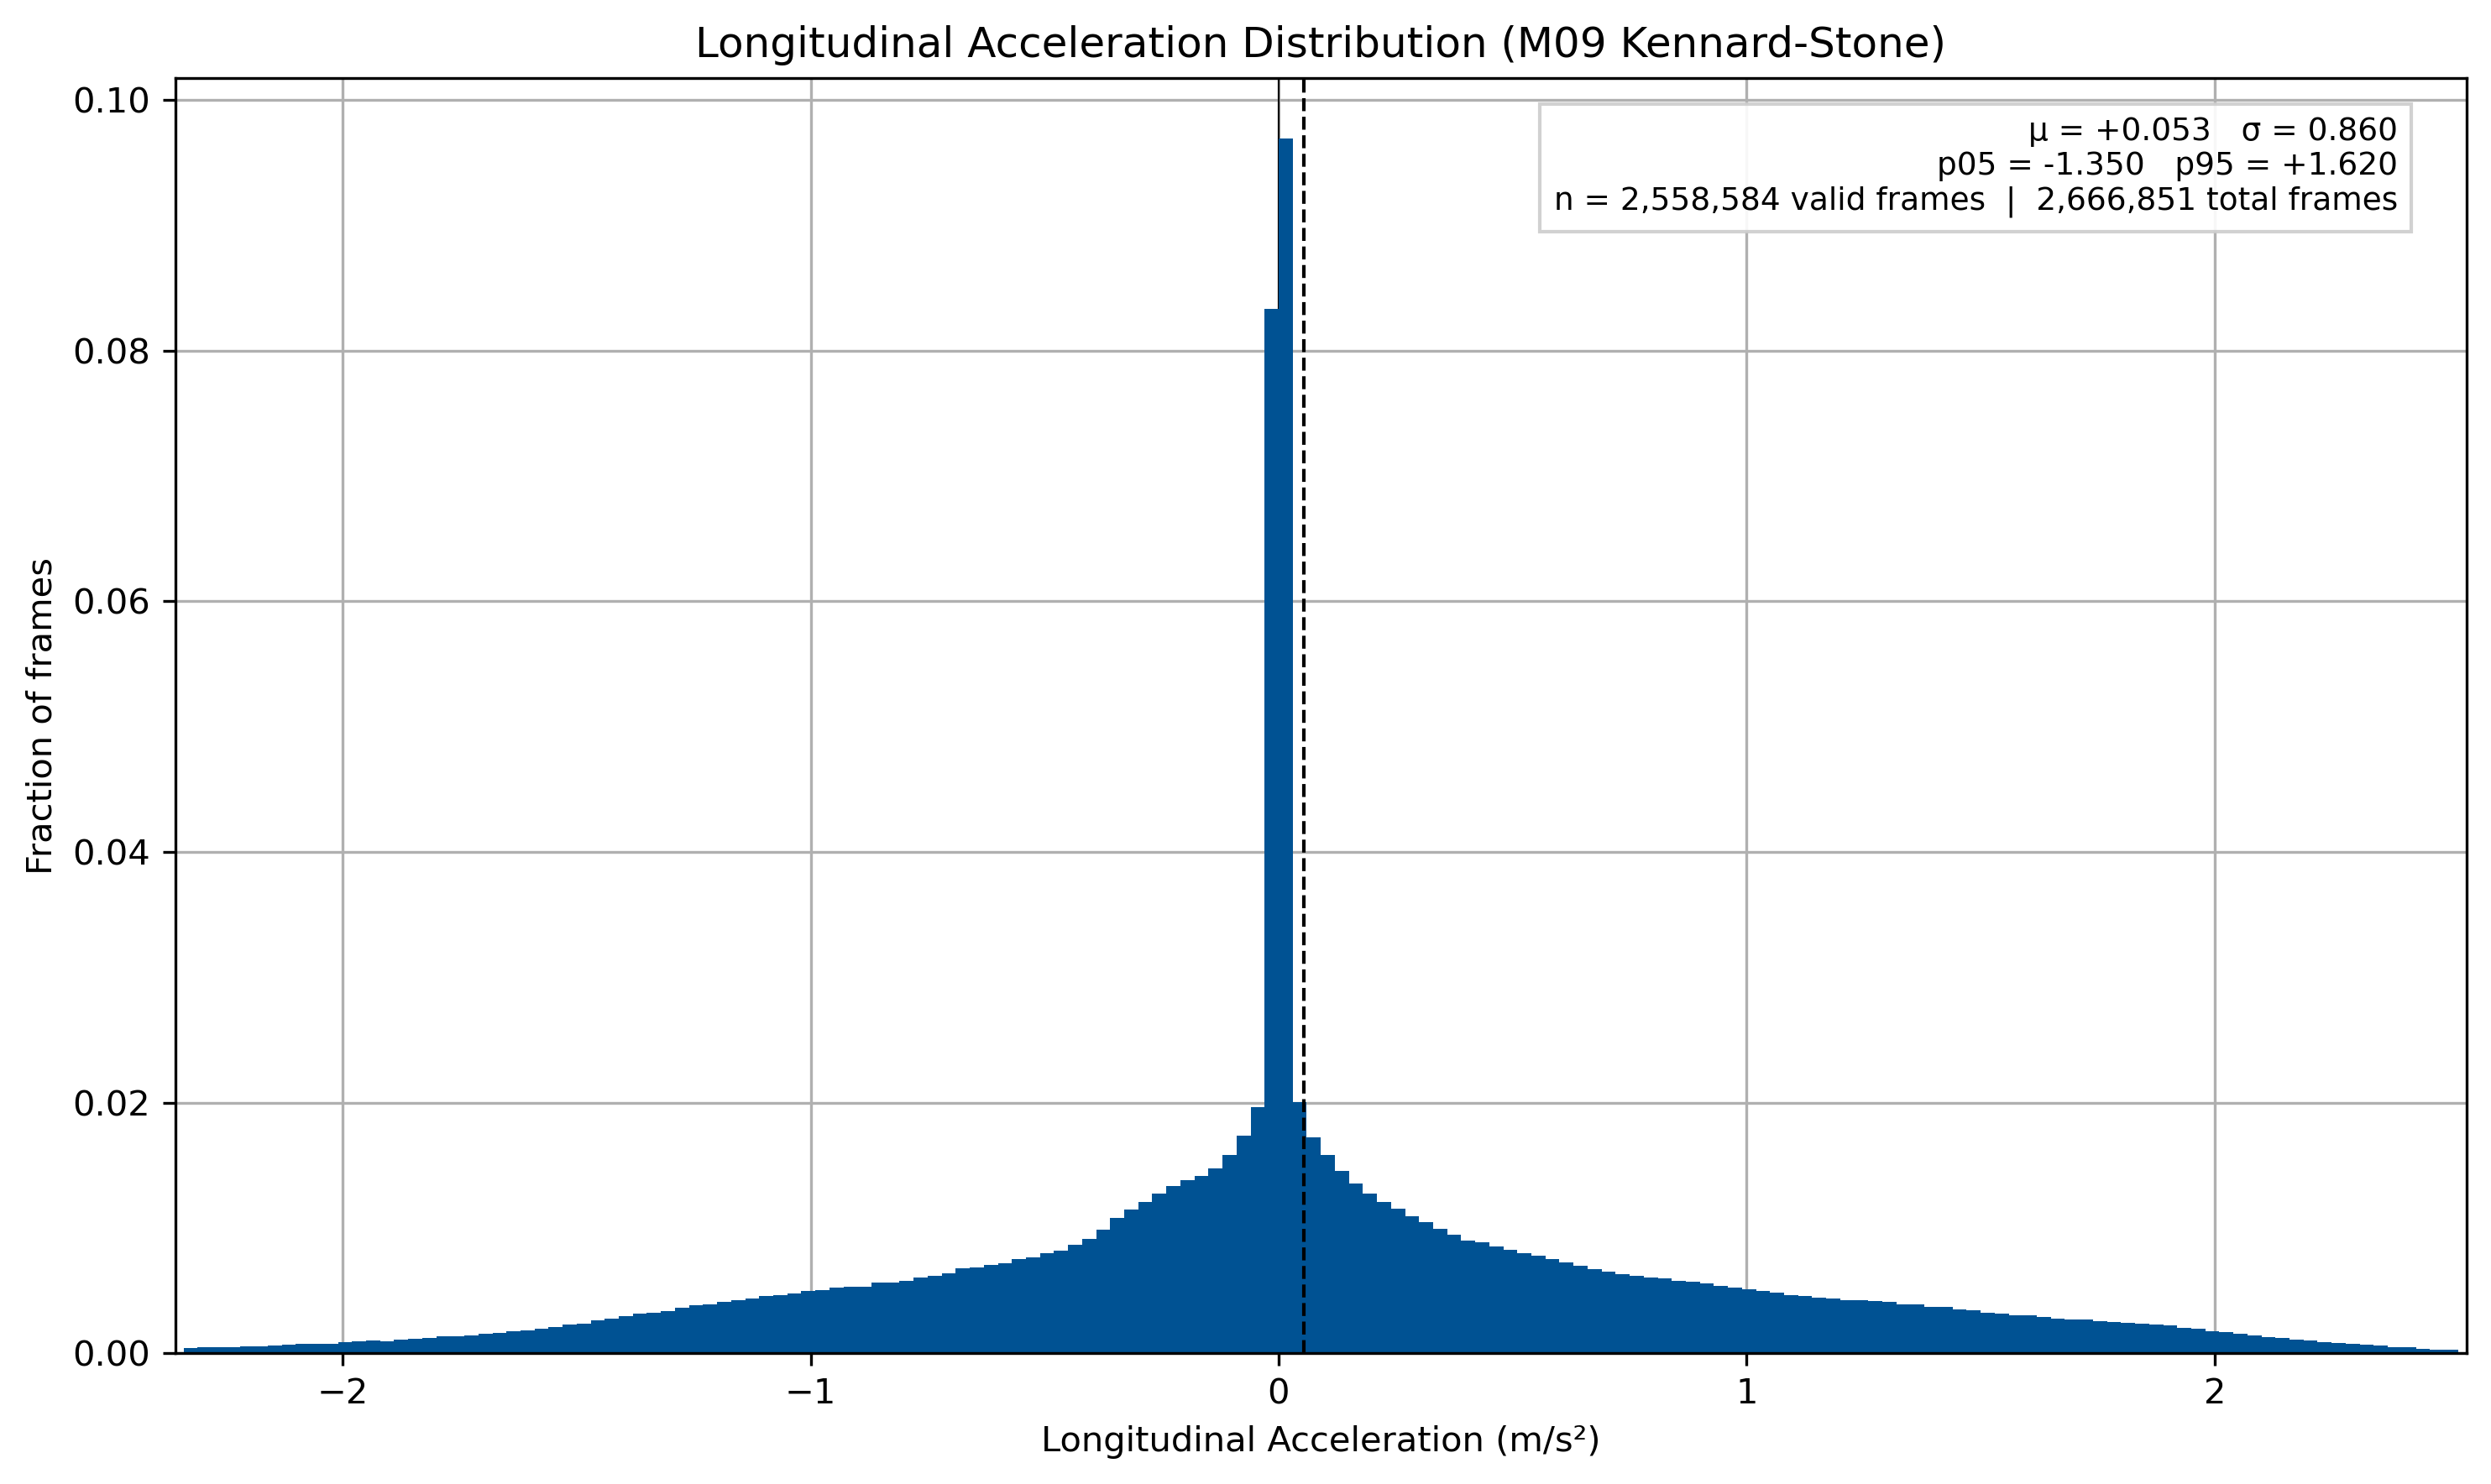 Longitudinal Acceleration Distribution (M09 Kennard-Stone)
0.10
0.08
0.06
0.04
0.02
0.00
Fraction of frames
μ = +0.053   σ = 0.860
p05 = -1.350   p95 = +1.620
n = 2,558,584 valid frames  |  2,666,851 total frames
−2
−1
0
1
2
Longitudinal Acceleration (m/s²)